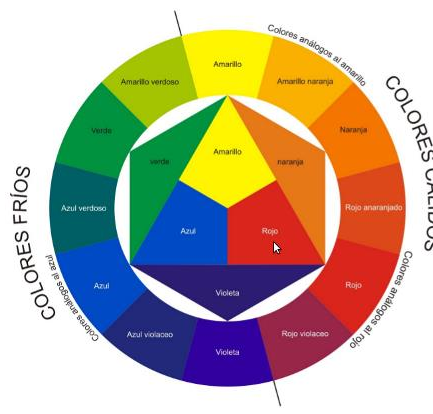 Colores análogos al amarillo
Amarillo
Amarillo verdoso
Amarillo naranja
COLORES CALIDOS
Verde
Naranja
verde
Amarillo
naranja
COLORES FRÍOS
Azul verdoso
Rojo anaranjado
Azul
Rojo
Colores análogos al azul
Azul
Rojo
Colores análogos al rojo
Violeta
Azul violaceo
Rojo violaceo
Violeta